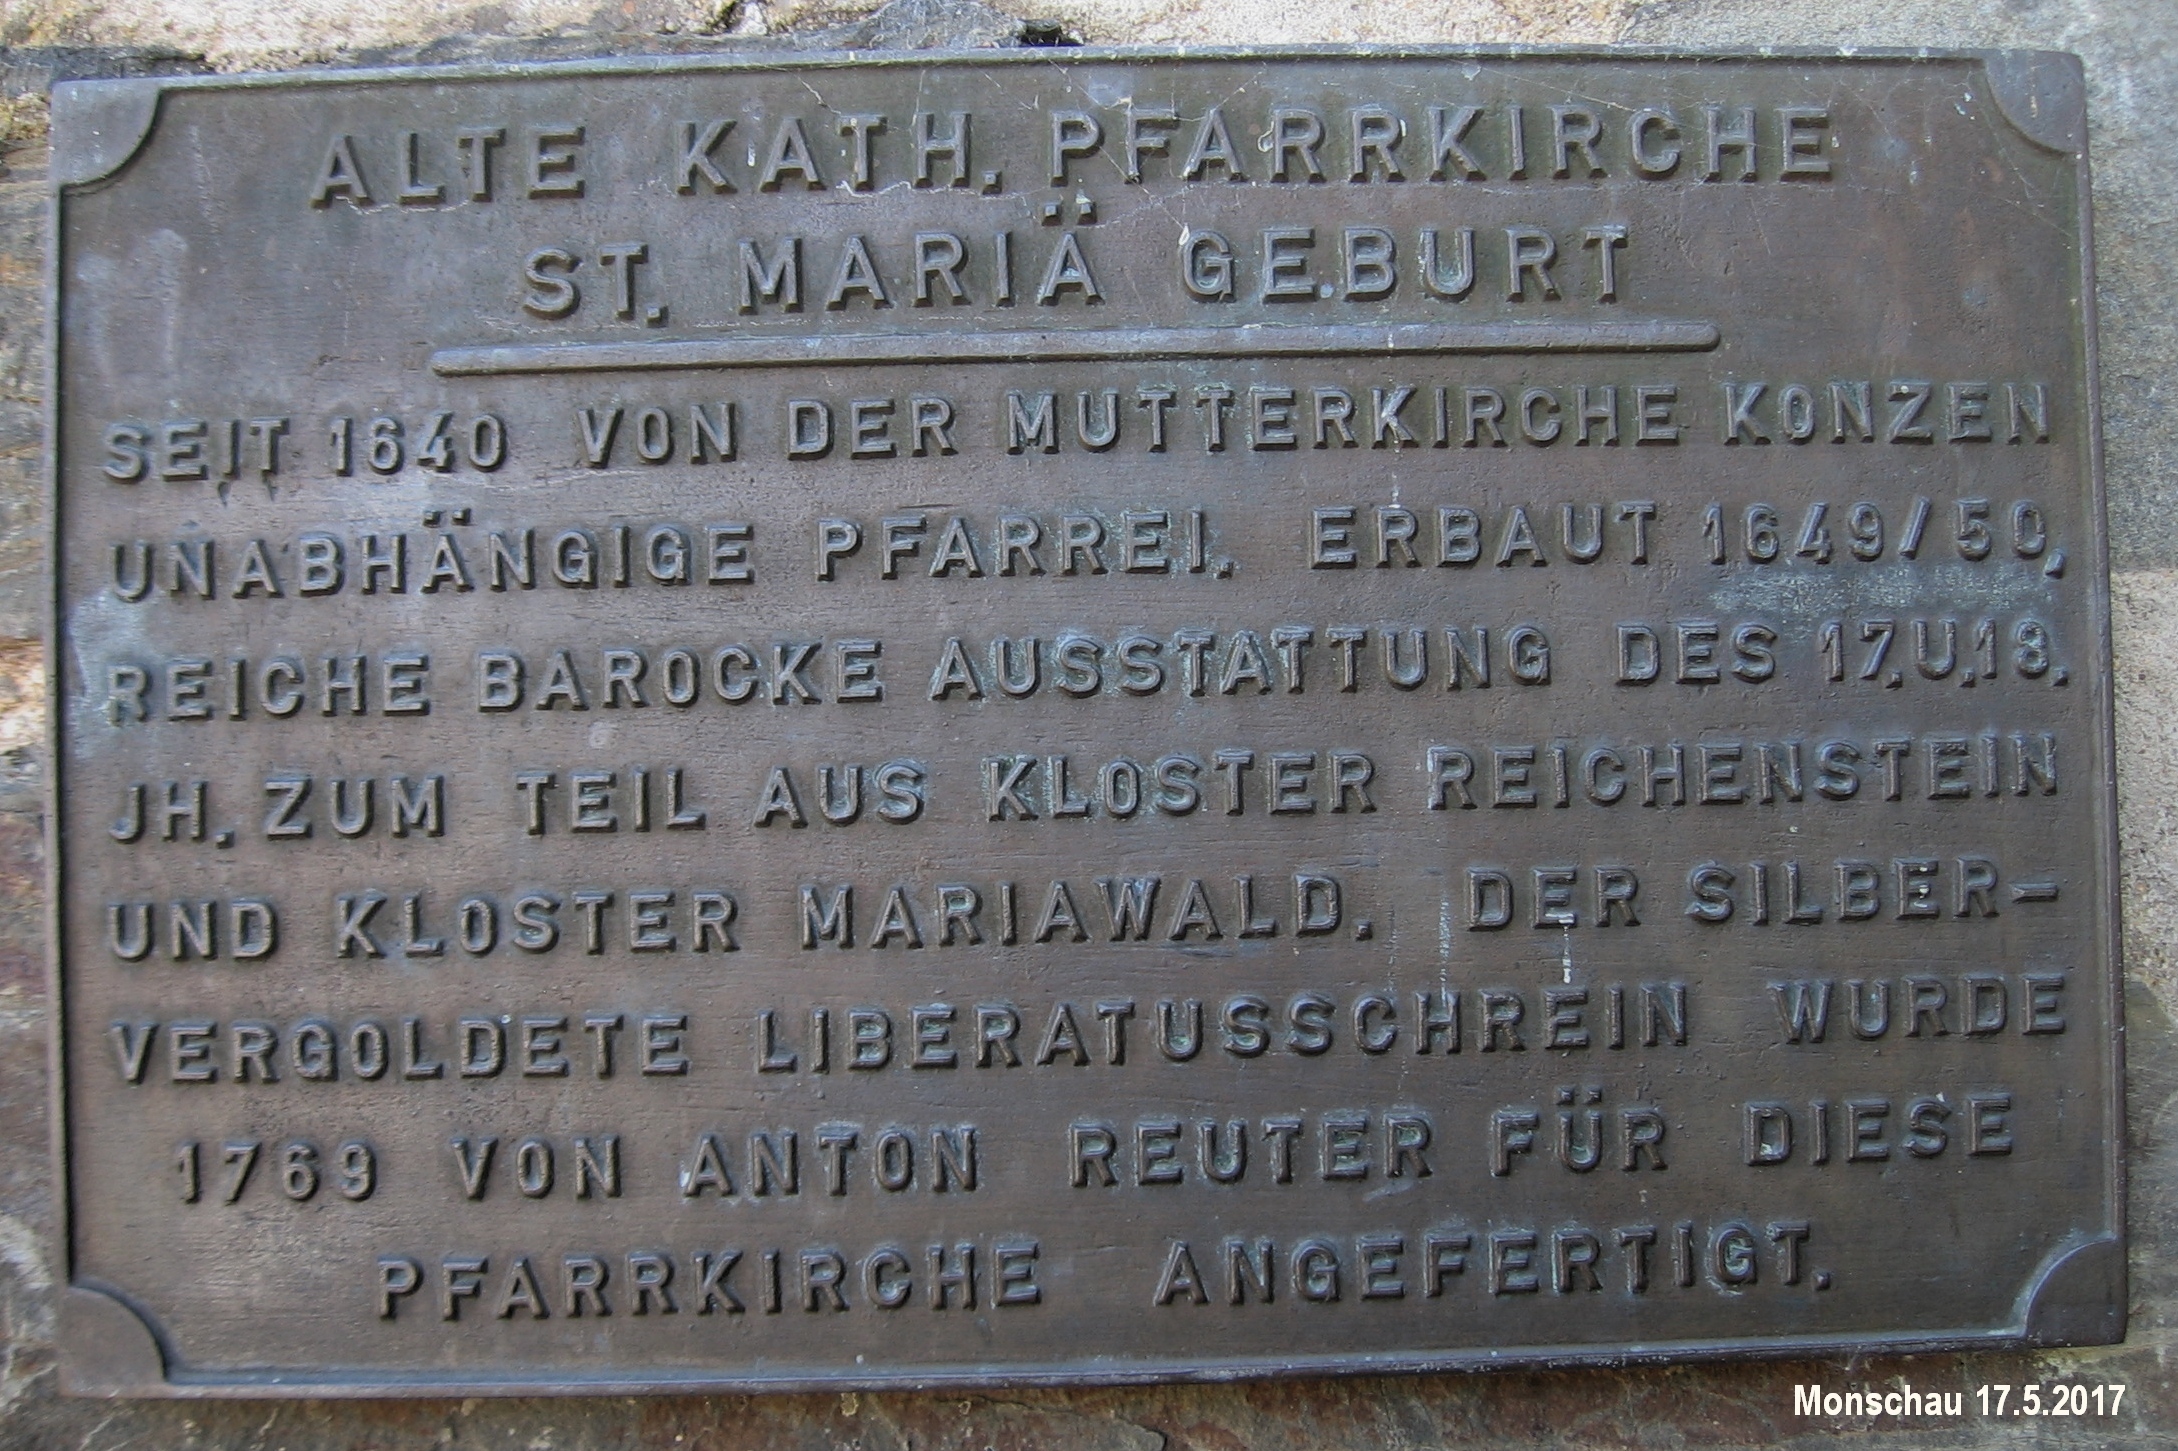 ALTE KATH. PFARRKIRCHE
ST. MARIÄ GEBURT
SEIT 1640 VON DER MUTTERKIRCHE KONZEN
UNABHÄNGIGE PFARREI. ERBAUT 1649/50,
REICHE BAROCKE AUSSTATTUNG DES 17.U.18.
JH. ZUM TEIL AUS KLOSTER REICHENSTEIN
UND KLOSTER MARIAWALD. DER SILBER-
VERGOLDETE LIBERATUSSCHREIN WURDE
1769 VON ANTON REUTER FÜR DIESE
PFARRKIRCHE ANGEFERTIGT.
Monschau 17.5.2017